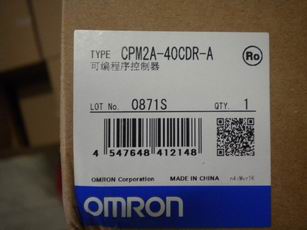 TYPE CPM2A-40CDR-A
可编程序控制器
Ro
LOT No. 0871S QTY. 1
4 547648 412148
OMRON Corporation MADE IN CHINA
OMRON